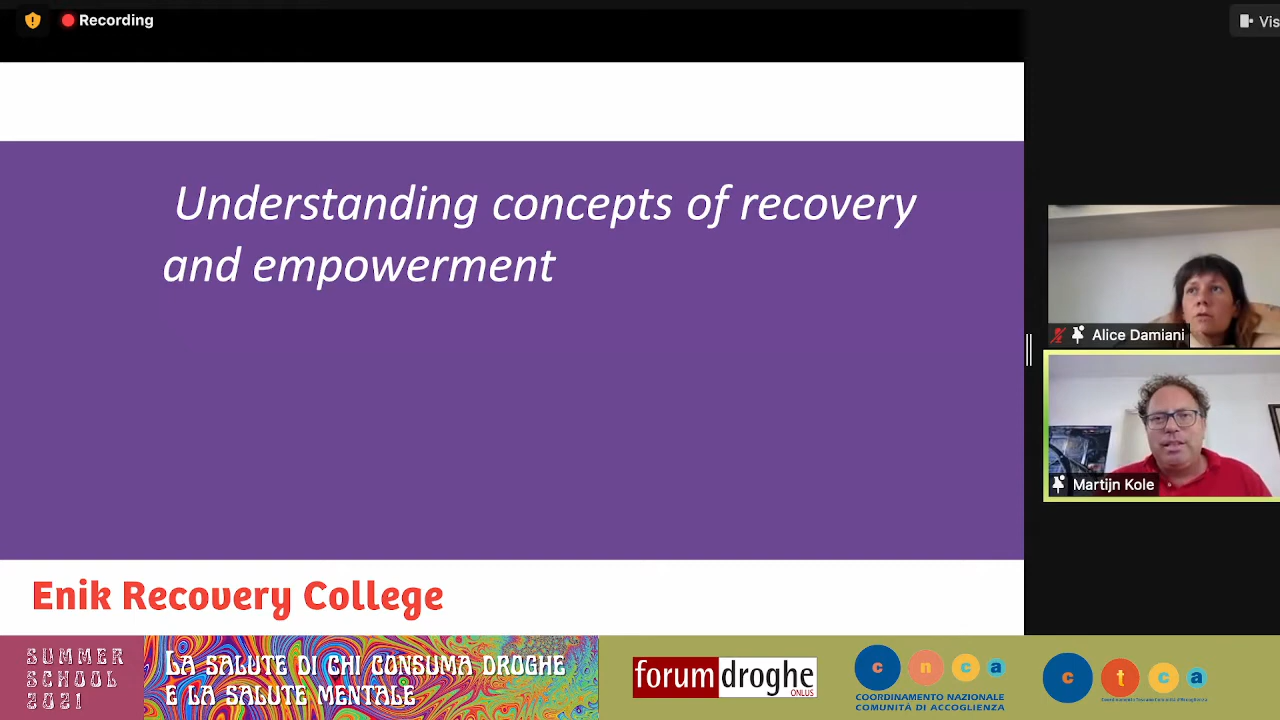 Recording
Vis
Understanding concepts of recovery
and empowerment
Alice Damiani
Martijn Kole
Enik Recovery College
SUMMER
SCHOOL
2021
LA SALUTE DI CHI CONSUMA DROGHE
E LA SALUTE MENTALE
forumdroghe
ONLUS
c n c a
COORDINAMENTO NAZIONALE
COMUNITÀ DI ACCOGLIENZA
c t c a